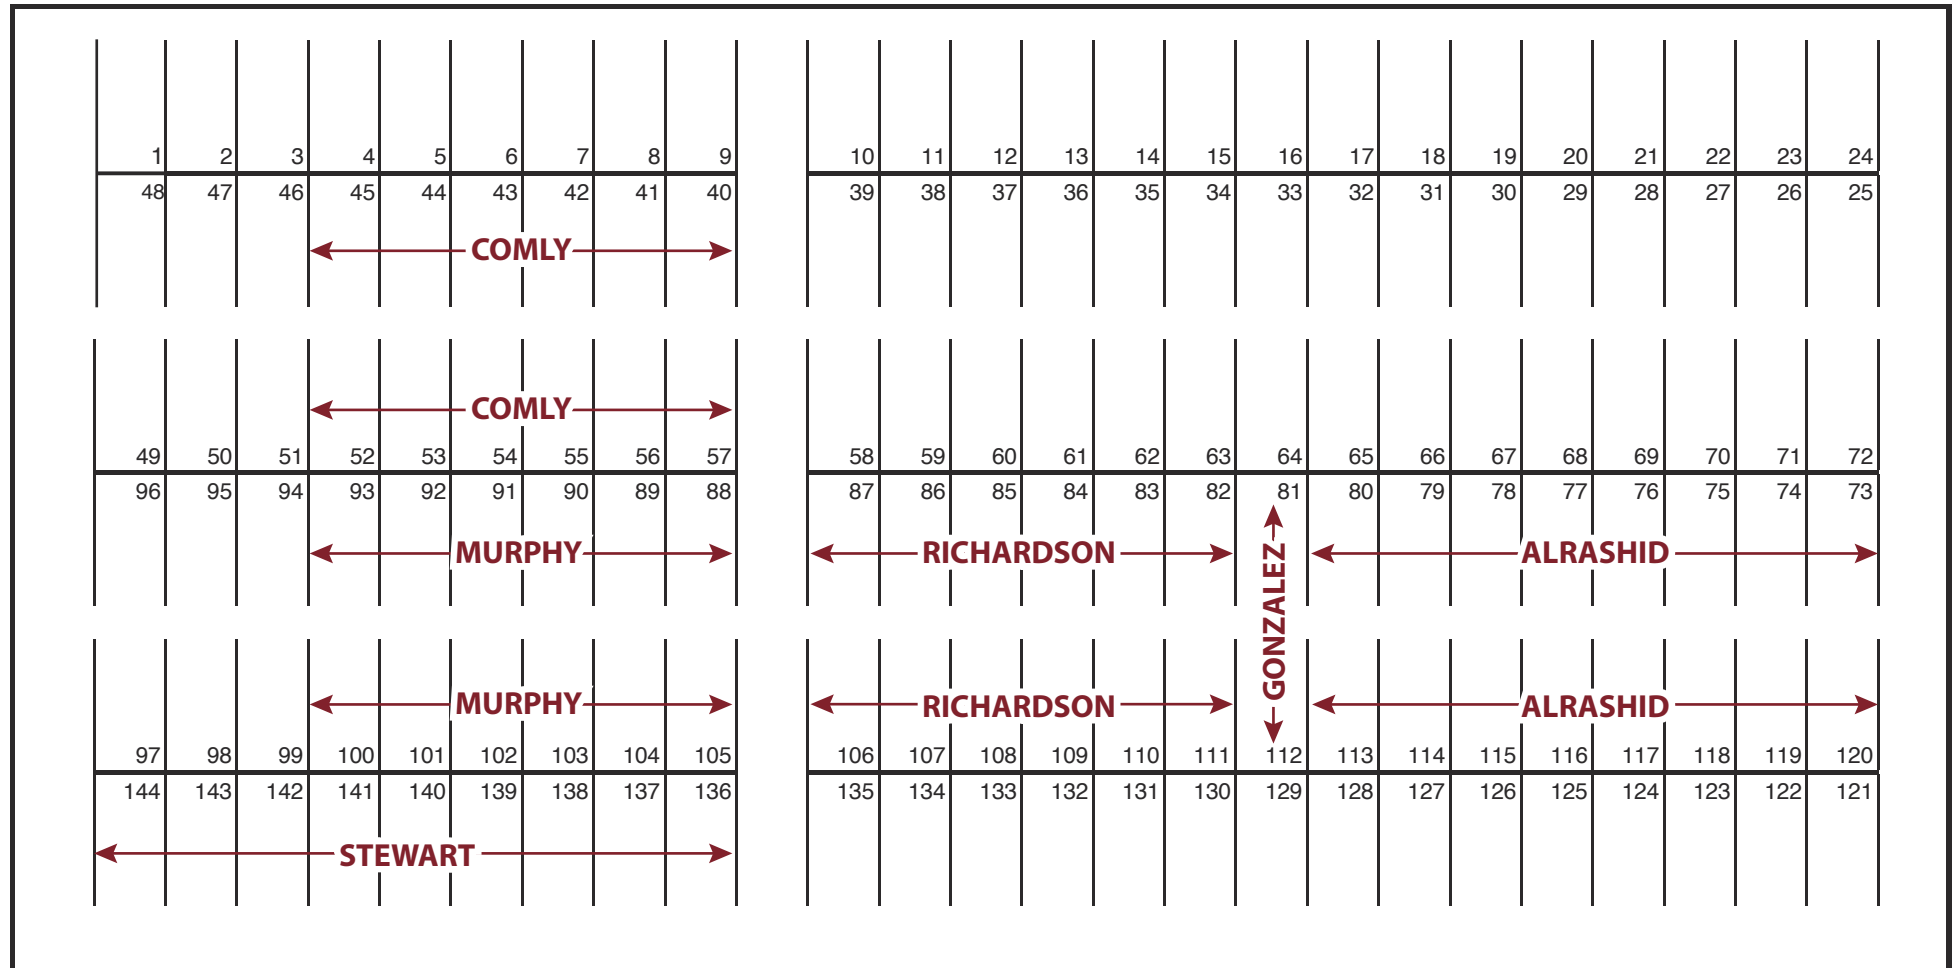 1 2 3 4 5 6 7 8 9 10 11 12 13 14 15 16 17 18 19 20 21 22 23 24
48 47 46 45 44 43 42 41 40 39 38 37 36 35 34 33 32 31 30 29 28 27 26 25
COMLY
COMLY
49 50 51 52 53 54 55 56 57 58 59 60 61 62 63 64 65 66 67 68 69 70 71 72
96 95 94 93 92 91 90 89 88 87 86 85 84 83 82 81 80 79 78 77 76 75 74 73
MURPHY RICHARDSON ALRASHID
GONZALEZ
MURPHY RICHARDSON ALRASHID
97 98 99 100 101 102 103 104 105 106 107 108 109 110 111 112 113 114 115 116 117 118 119 120
144 143 142 141 140 139 138 137 136 135 134 133 132 131 130 129 128 127 126 125 124 123 122 121
STEWART